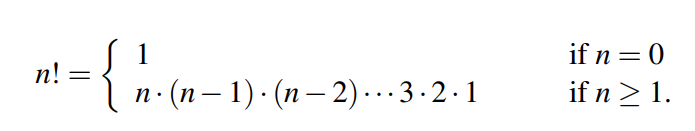 1 if n = 0
n! = {
n · (n − 1) · (n − 2) ··· 3 · 2 · 1 if n ≥ 1.